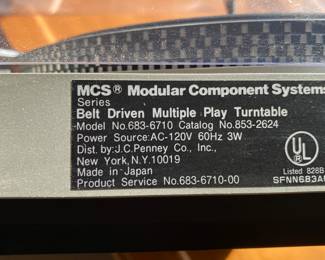 MCS® Modular Component Systems
Series
Belt Driven Multiple Play Turntable
Model No.683-6710 Catalog No.853-2624
Power Source:AC-120V 60Hz 3W
Dist. by:J.C.Penney Co., Inc.,
New York, N.Y. 10019
Made in Japan
Product Service No.683-6710-00
UL
®
Listed 828B